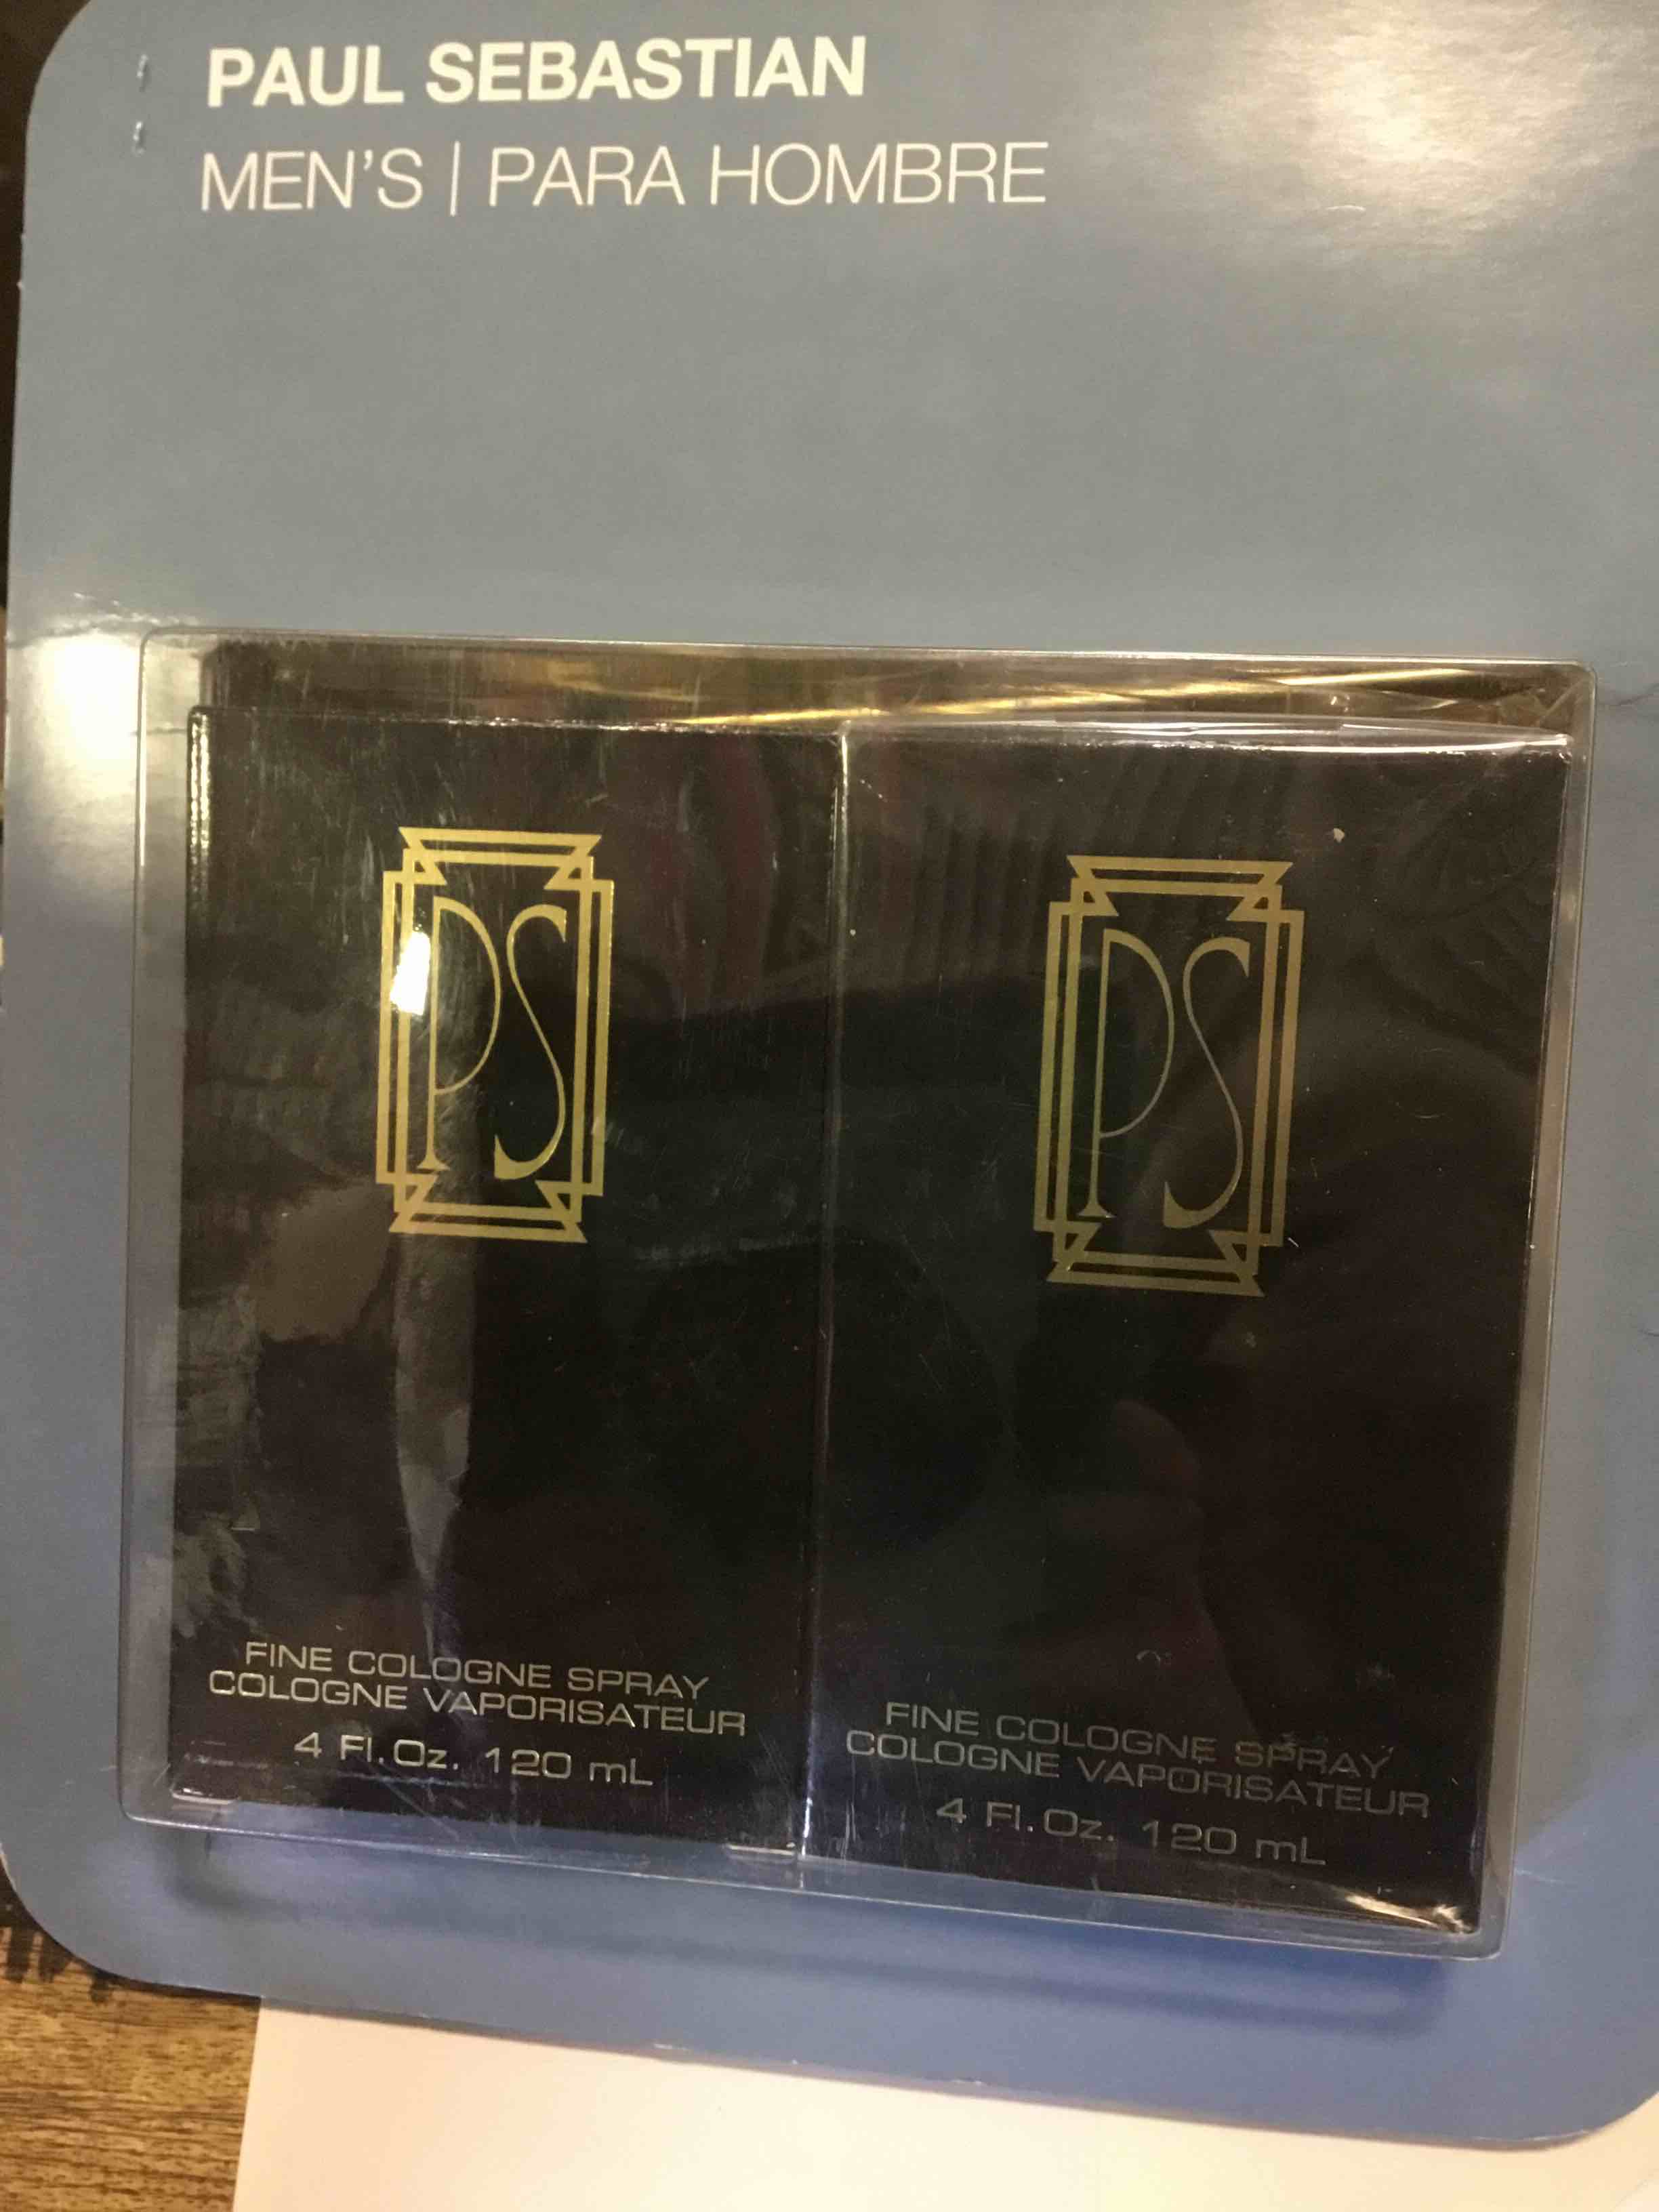 PAUL SEBASTIAN
MEN'S | PARA HOMBRE
PS
FINE COLOGNE SPRAY
COLOGNE VAPORISATEUR
4 Fl. Oz. 120 mL
PS
FINE COLOGNE SPRAY
COLOGNE VAPORISATEUR
4 Fl. Oz. 120 mL